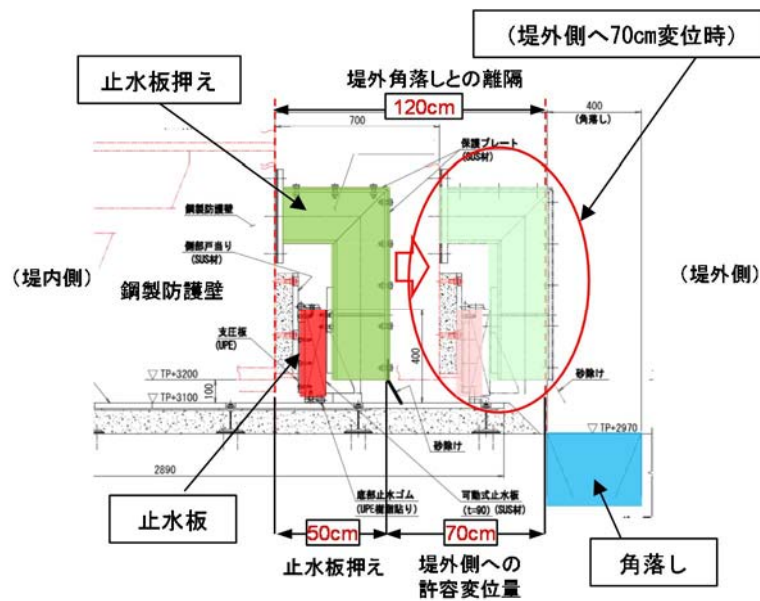 (堤外側へ70cm変位時)
止水板押え
堤外角落しとの離隔
120cm
400
(角落し)
700
保護プレート
(SUS材)
鋼製防護壁
側部戸当り
(SUS材)
(堤内側)
鋼製防護壁
(堤外側)
支圧板
(UPE)
400
砂除け
TP+3200
100
TP+3100
TP+2970
砂除け
2890
底部止水ゴム
(UPE樹脂貼り)
可動式止水板
(t=90)(SUS材)
止水板
50cm
70cm
角落し
止水板押え
堤外側への
許容変位量